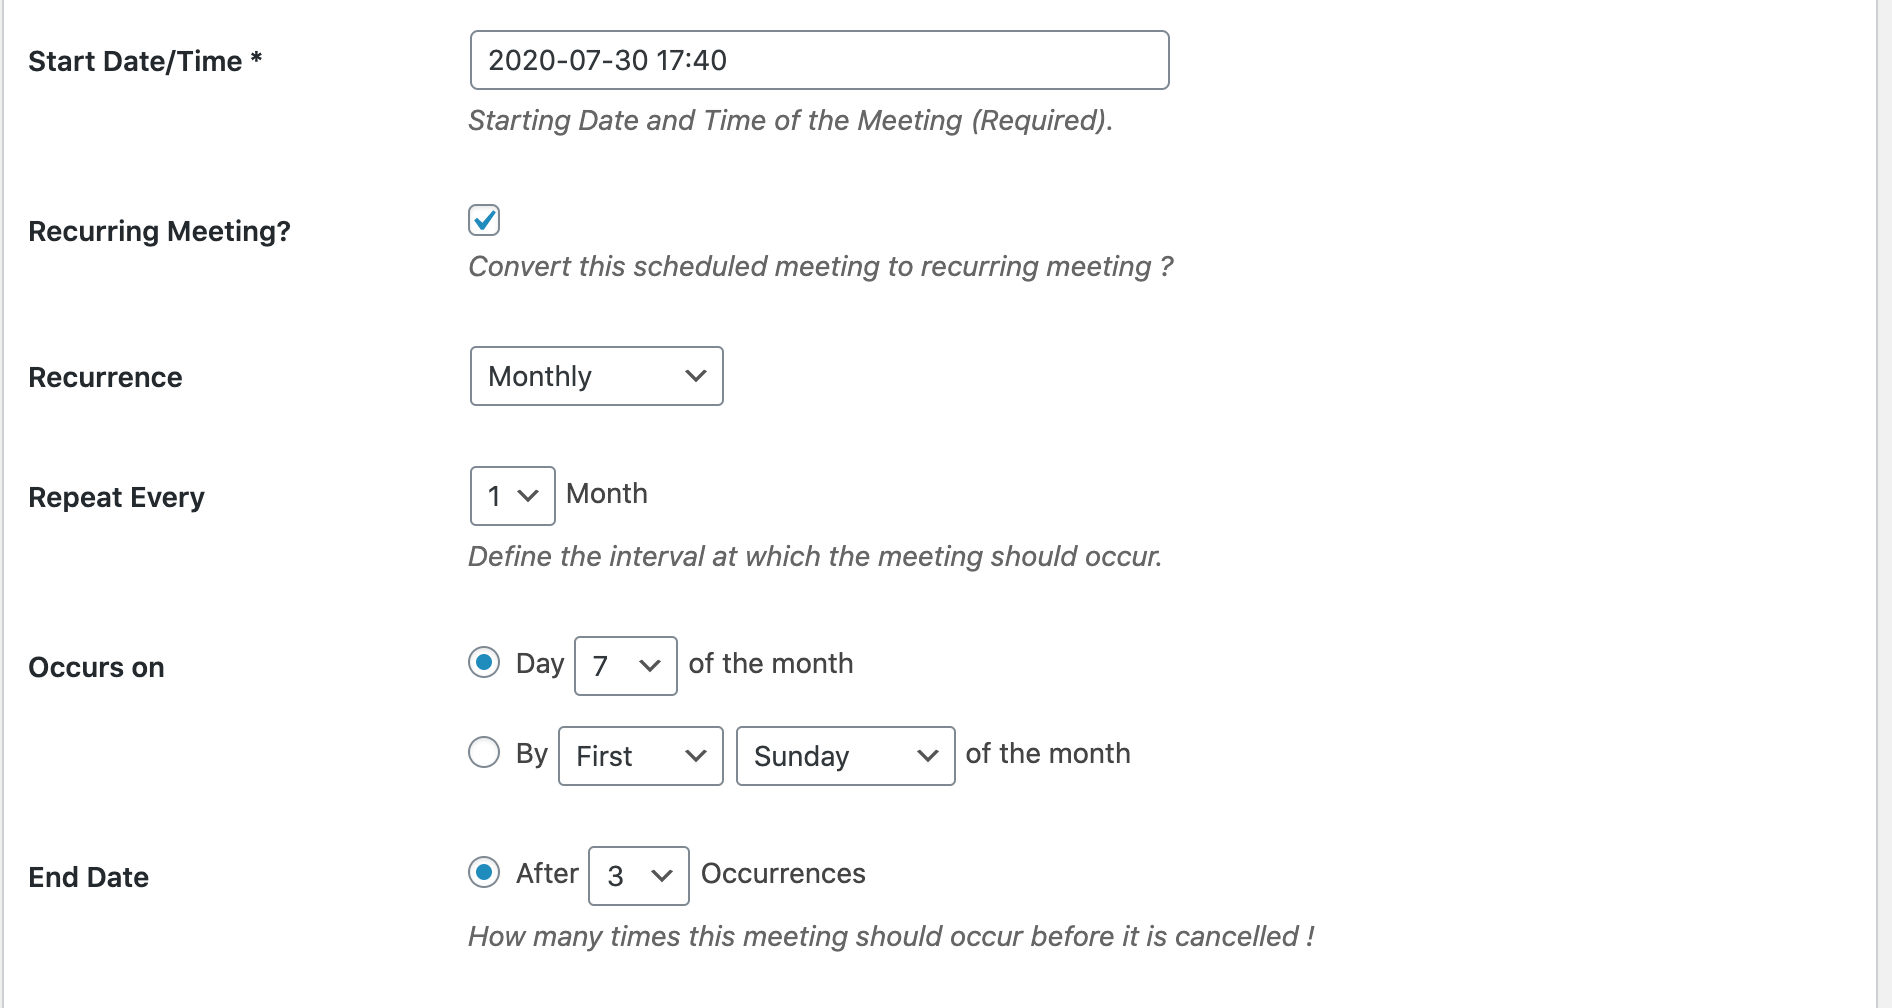 Start Date/Time * 2020-07-30 17:40
Starting Date and Time of the Meeting (Required).
Recurring Meeting?
Convert this scheduled meeting to recurring meeting ?
Recurrence Monthly
Repeat Every 1 Month
Define the interval at which the meeting should occur.
Occurs on Day 7 of the month
By First Sunday of the month
End Date After 3 Occurrences
How many times this meeting should occur before it is cancelled !